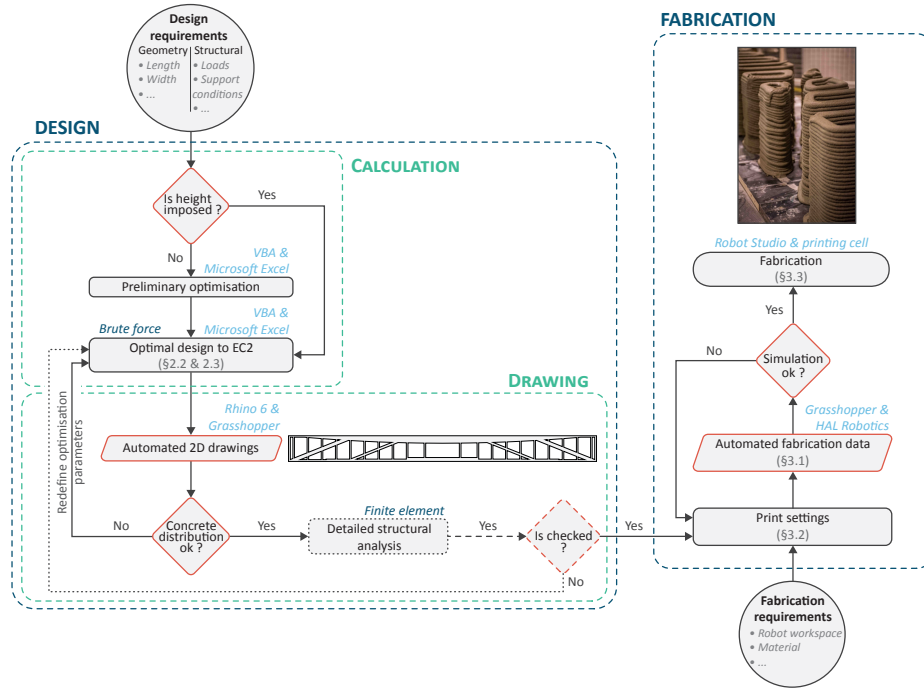 Design
requirements
Geometry
• Length
• Width
• ...
Structural
• Loads
• Support
conditions
• ...
DESIGN
CALCULATION
Is height
imposed ?
Yes
No
VBA &
Microsoft Excel
Preliminary optimisation
VBA &
Microsoft Excel
Brute force
Optimal design to EC2
(§2.2 & 2.3)
DRAWING
Redefine optimisation
parameters
Rhino 6 &
Grasshopper
Automated 2D drawings
Concrete
distribution
ok ?
No
Yes
Finite element
Detailed structural
analysis
Yes
Is checked
?
No
Yes
FABRICATION
Robot Studio & printing cell
Fabrication
(§3.3)
Yes
No
Simulation
ok ?
Grasshopper &
HAL Robotics
Automated fabrication data
(§3.1)
Print settings
(§3.2)
Fabrication
requirements
• Robot workspace
• Material
• ...